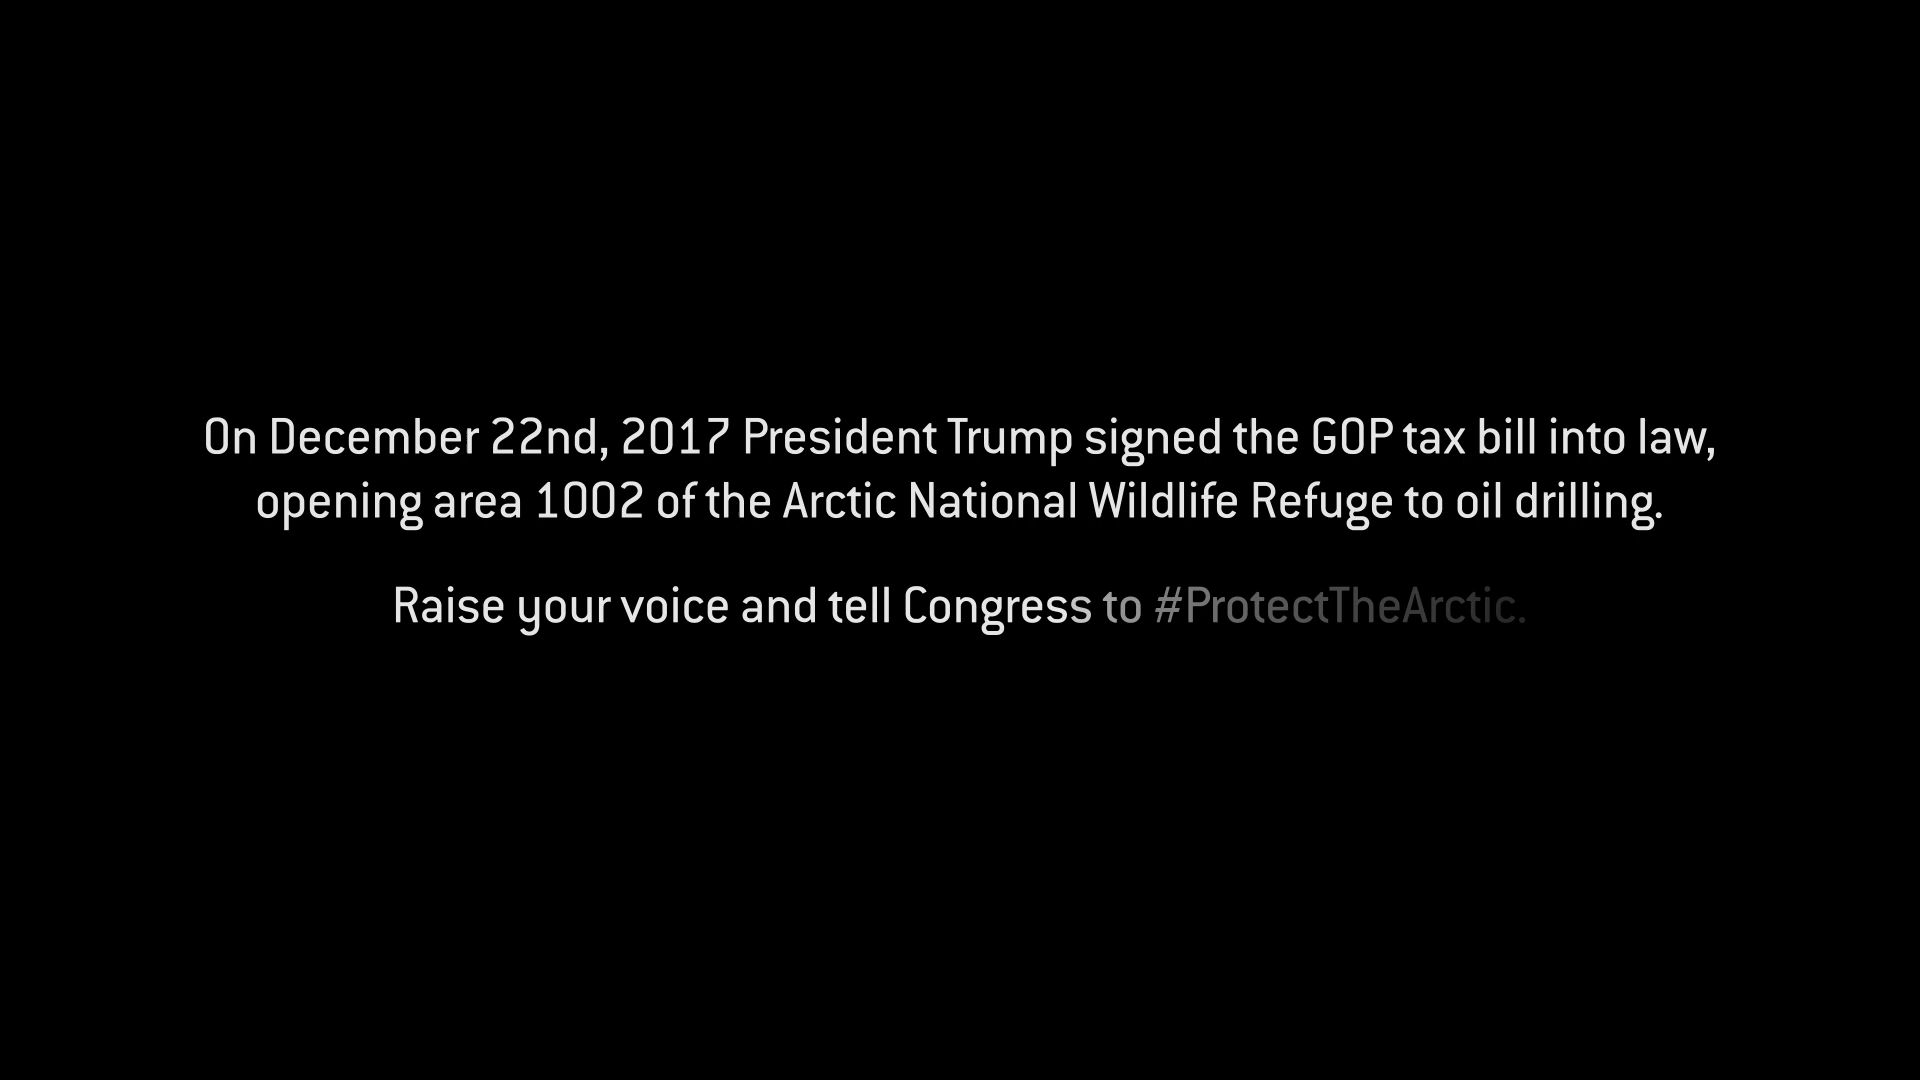 On December 22nd, 2017 President Trump signed the GOP tax bill into law,
opening area 1002 of the Arctic National Wildlife Refuge to oil drilling.
Raise your voice and tell Congress to #ProtectTheArctic.